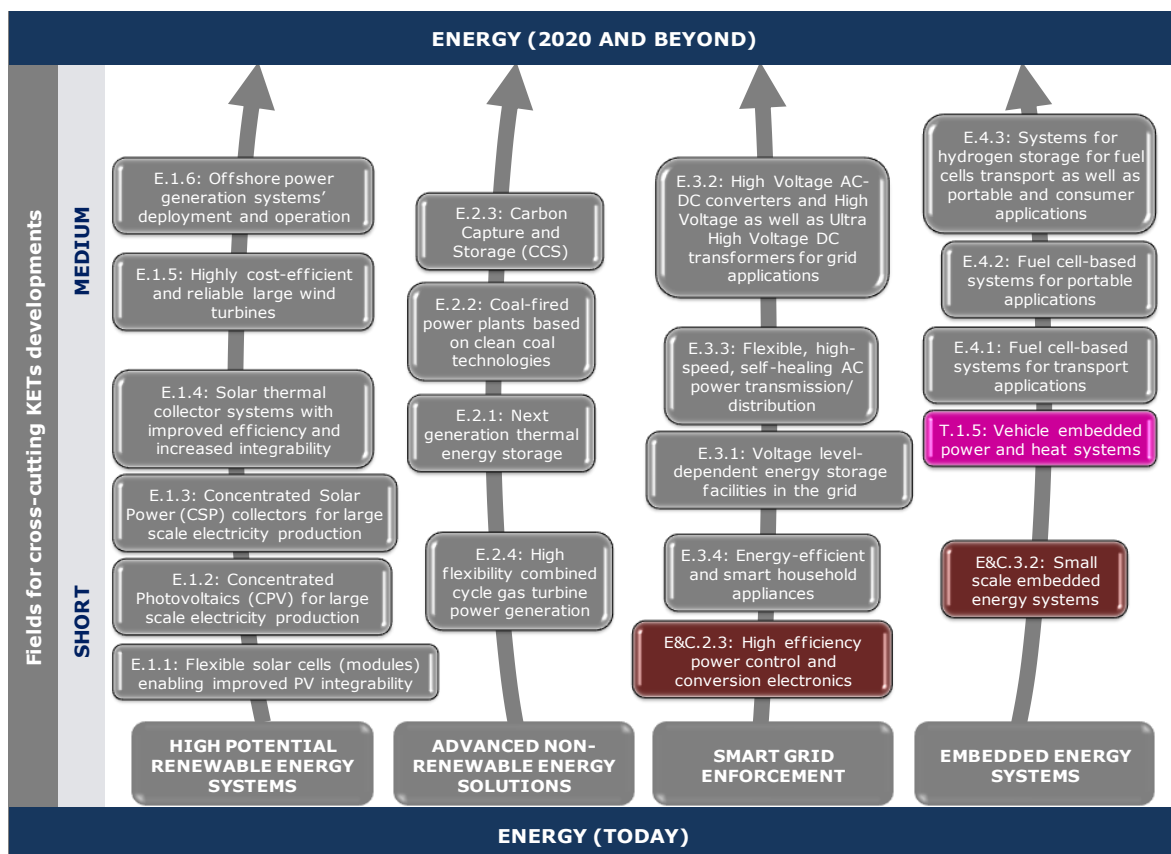 ENERGY (2020 AND BEYOND)
Fields for cross-cutting KETs developments
MEDIUM
SHORT
E.1.6: Offshore power
generation systems’
deployment and operation
E.1.5: Highly cost-efficient
and reliable large wind
turbines
E.1.4: Solar thermal
collector systems with
improved efficiency and
increased integrability
E.1.3: Concentrated Solar
Power (CSP) collectors for large
scale electricity production
E.1.2: Concentrated
Photovoltaics (CPV) for large
scale electricity production
E.1.1: Flexible solar cells (modules)
enabling improved PV integrability
HIGH POTENTIAL
RENEWABLE ENERGY
SYSTEMS
E.2.3: Carbon
Capture and
Storage (CCS)
E.2.2: Coal-fired
power plants based
on clean coal
technologies
E.2.1: Next
generation thermal
energy storage
E.2.4: High
flexibility combined
cycle gas turbine
power generation
ADVANCED NON-
RENEWABLE ENERGY
SOLUTIONS
E.3.2: High Voltage AC-
DC converters and High
Voltage as well as Ultra
High Voltage DC
transformers for grid
applications
E.3.3: Flexible, high-
speed, self-healing AC
power transmission/
distribution
E.3.1: Voltage level-
dependent energy storage
facilities in the grid
E.3.4: Energy-efficient
and smart household
appliances
E&C.2.3: High efficiency
power control and
conversion electronics
SMART GRID
ENFORCEMENT
E.4.3: Systems for
hydrogen storage for fuel
cells transport as well as
portable and consumer
applications
E.4.2: Fuel cell-based
systems for portable
applications
E.4.1: Fuel cell-based
systems for transport
applications
T.1.5: Vehicle embedded
power and heat systems
E&C.3.2: Small
scale embedded
energy systems
EMBEDDED ENERGY
SYSTEMS
ENERGY (TODAY)